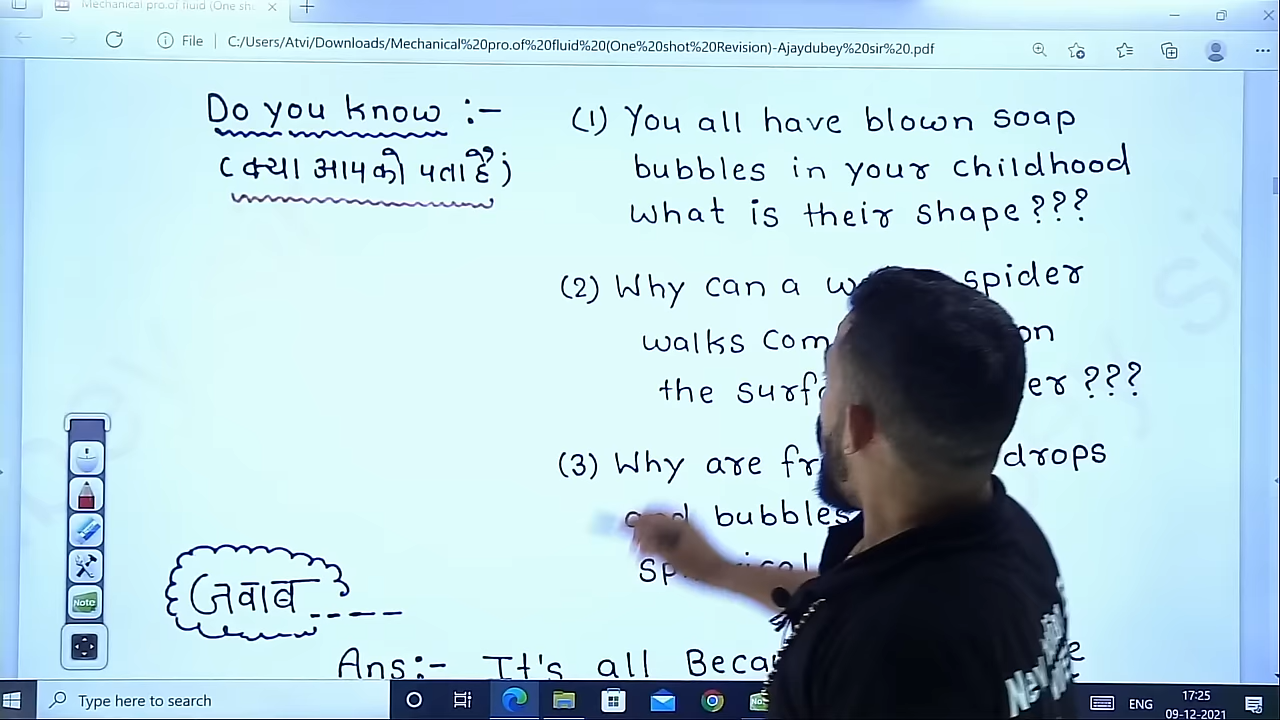 Mechanical pro.of fluid (One sh
File
C:/Users/Atvi/Downloads/Mechanical%20pro.of%20fluid%20(One%20shot%20Revision)-Ajaydubey%20sir%20.pdf
Do you know :-
(क्या आपको पता है)
(1) You all have blown soap
bubbles in your childhood
What is their shape ???
(2) Why can a spider
walks on
the ???
(3) Why are drops
and bubbles
जवाब ----
Ans:- It's all
Note
Type here to search
ENG
17:25
09-12-2021